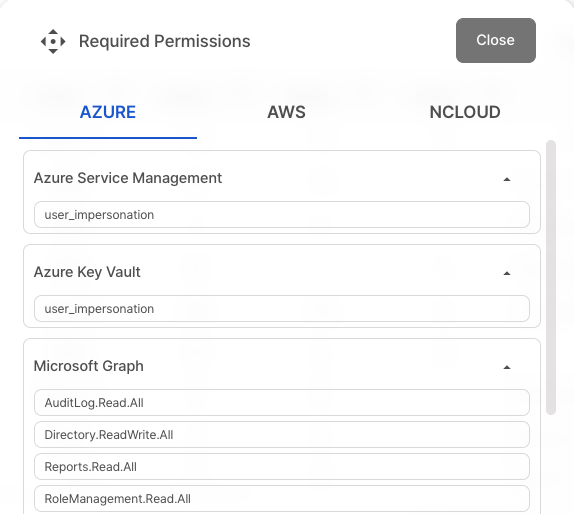 Required Permissions
Close
AZURE
AWS
NCLOUD
Azure Service Management
user_impersonation
Azure Key Vault
user_impersonation
Microsoft Graph
AuditLog.Read.All
Directory.ReadWrite.All
Reports.Read.All
RoleManagement.Read.All